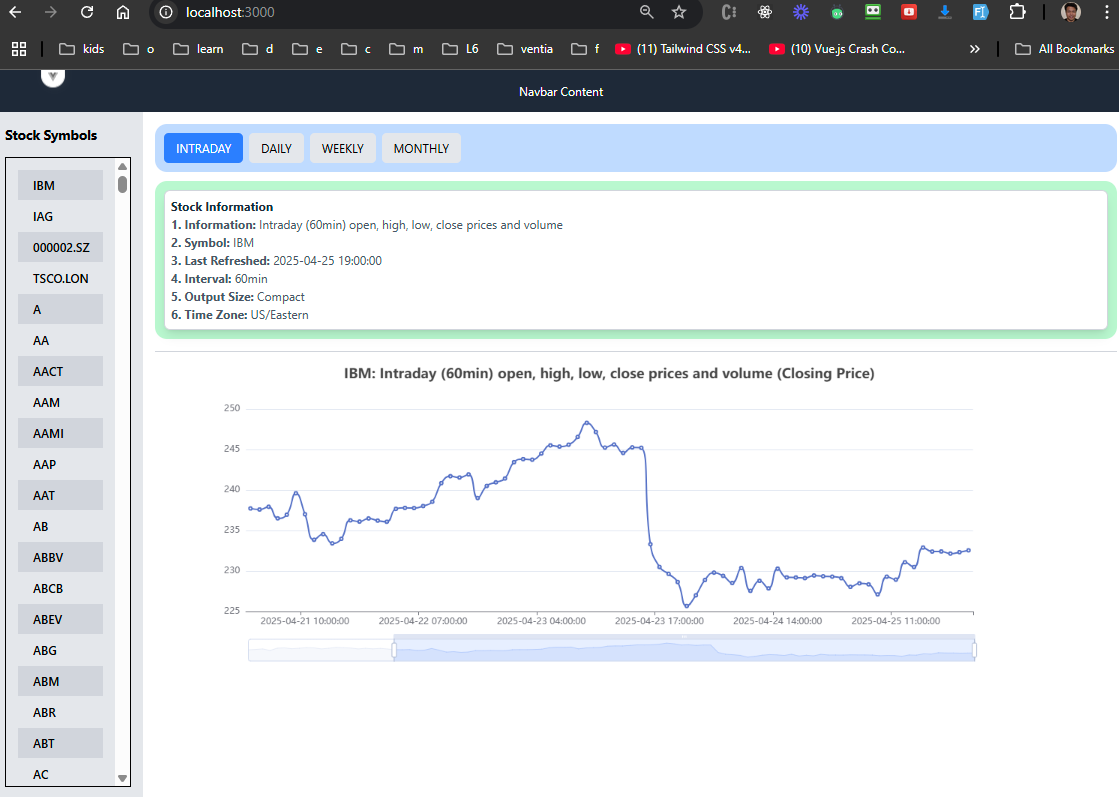 localhost:3000
kids o learn d e c m L6 ventia f (11) Tailwind CSS v4... (10) Vue.js Crash Co... » All Bookmarks
Navbar Content
Stock Symbols
IBM
IAG
000002.SZ
TSCO.LON
A
AA
AACT
AAM
AAMI
AAP
AAT
AB
ABBV
ABCB
ABEV
ABG
ABM
ABR
ABT
AC
INTRADAY DAILY WEEKLY MONTHLY
Stock Information
1. Information: Intraday (60min) open, high, low, close prices and volume
2. Symbol: IBM
3. Last Refreshed: 2025-04-25 19:00:00
4. Interval: 60min
5. Output Size: Compact
6. Time Zone: US/Eastern
IBM: Intraday (60min) open, high, low, close prices and volume (Closing Price)
250
245
240
235
230
225
2025-04-21 10:00:00 2025-04-22 07:00:00 2025-04-23 04:00:00 2025-04-23 17:00:00 2025-04-24 14:00:00 2025-04-25 11:00:00